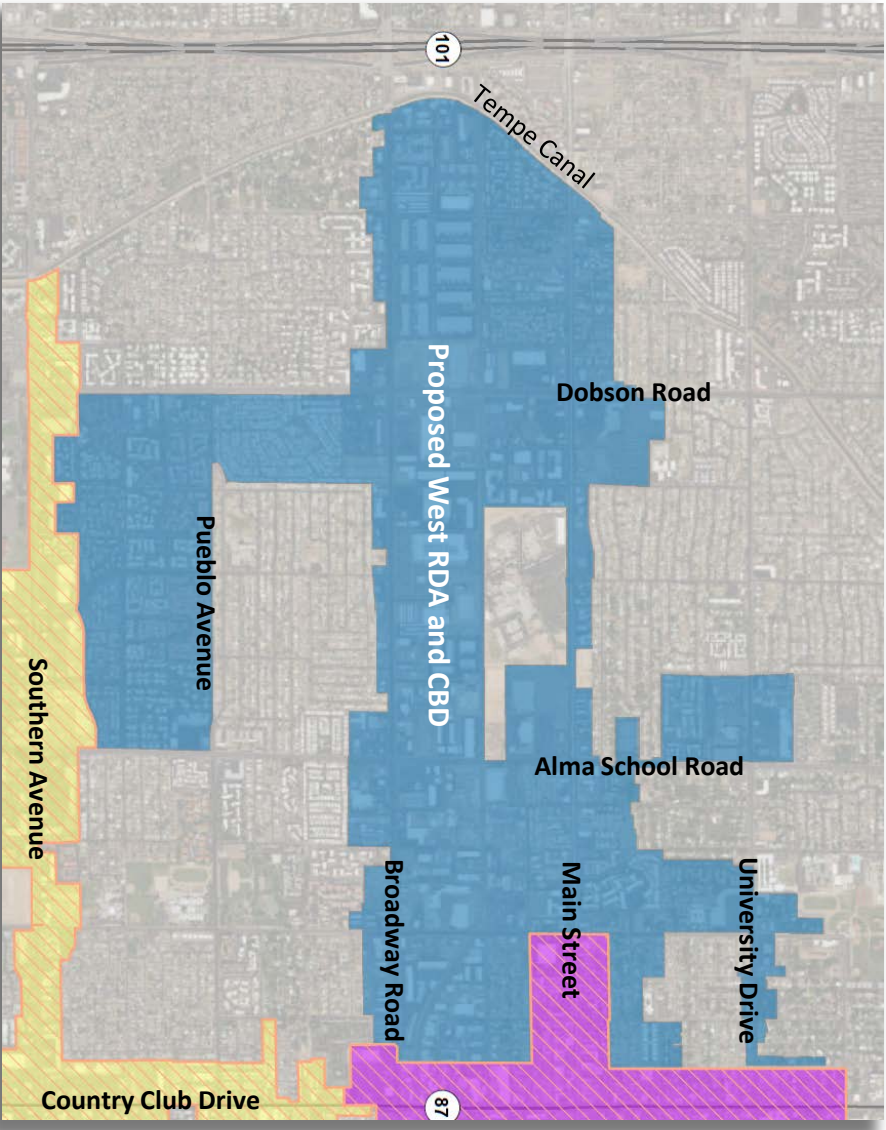 101
Tempe Canal
Dobson Road
Proposed West RDA and CBD
Pueblo Avenue
Southern Avenue
Alma School Road
Broadway Road
Main Street
University Drive
Country Club Drive
87